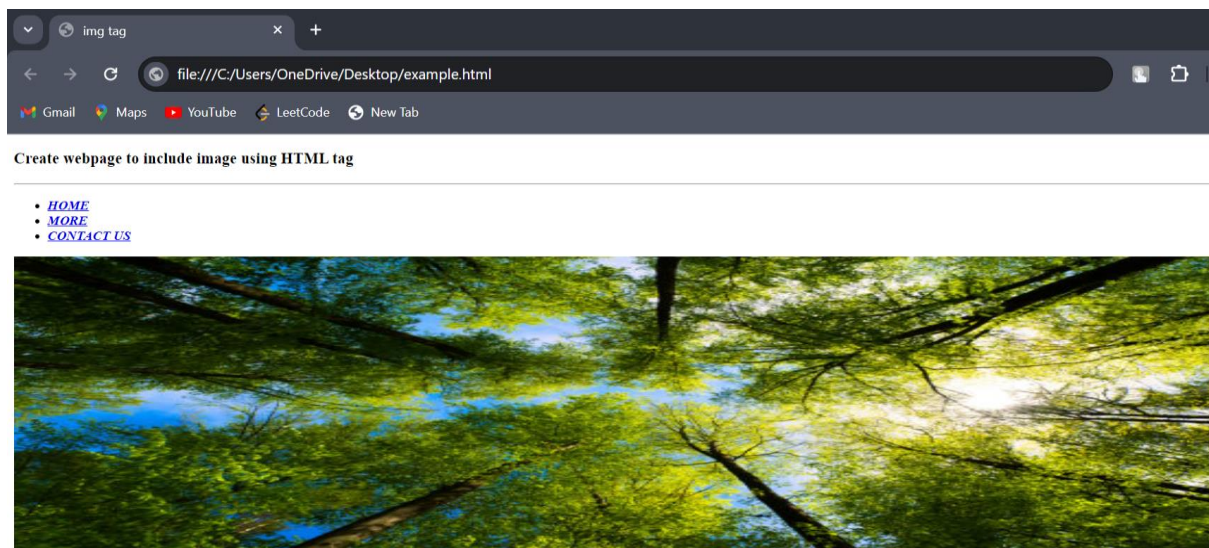 img tag
file:///C:/Users/OneDrive/Desktop/example.html
Gmail Maps YouTube LeetCode New Tab
Create webpage to include image using HTML tag
HOME
MORE
CONTACT US